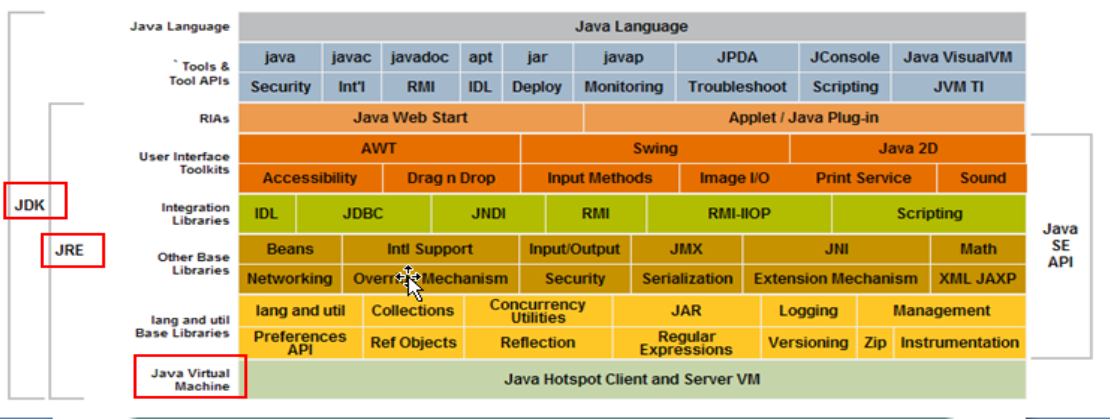 Java Language
Java Language
` Tools &
Tool APIs
java javac javadoc apt jar javap JPDA JConsole Java VisualVM
Security Int'l RMI IDL Deploy Monitoring Troubleshoot Scripting JVM TI
RIAs
Java Web Start Applet / Java Plug-in
User Interface
Toolkits
AWT Swing Java 2D
Accessibility Drag n Drop Input Methods Image I/O Print Service Sound
JDK
Integration
Libraries
IDL JDBC JNDI RMI RMI-IIOP Scripting
JRE
Java
SE
API
Other Base
Libraries
Beans Intl Support Input/Output JMX JNI Math
Networking Mechanism Security Serialization Extension Mechanism XML JAXP
lang and util
Base Libraries
lang and util Collections Concurrency Utilities JAR Logging Management
Preferences API Ref Objects Reflection Regular Expressions Versioning Zip Instrumentation
Java Virtual
Machine
Java Hotspot Client and Server VM